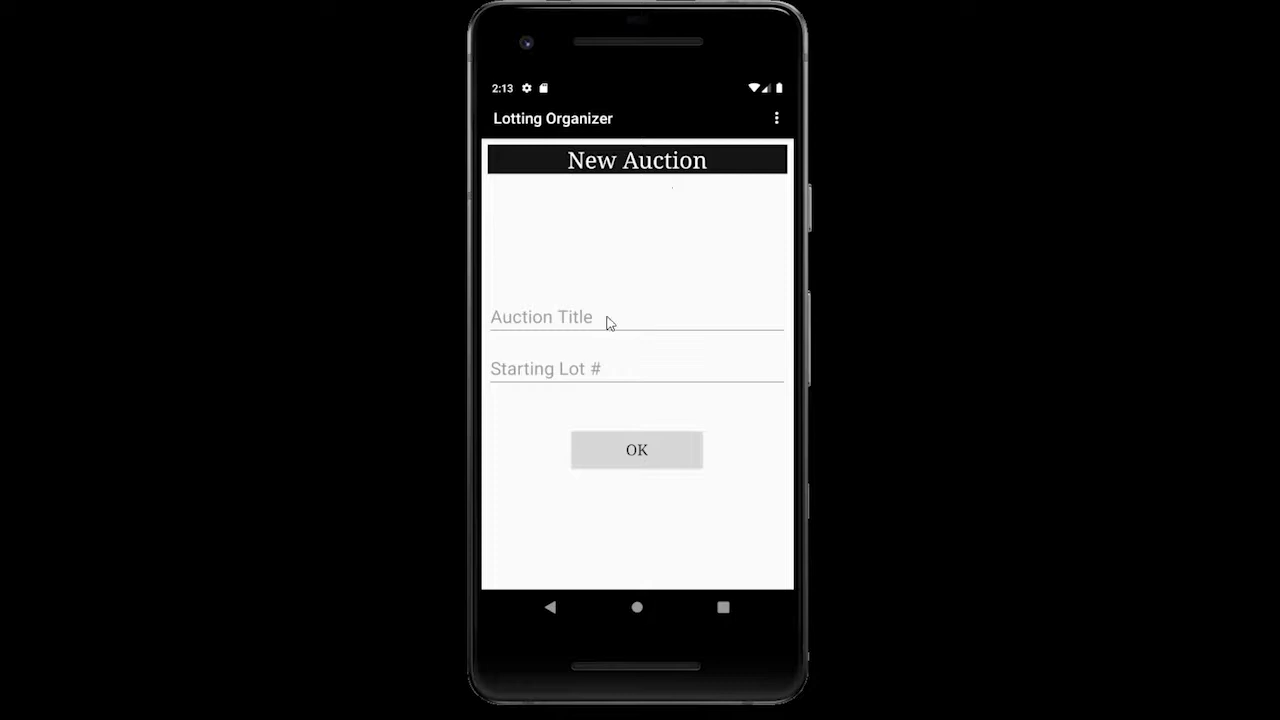 2:13
Lotting Organizer
New Auction
Auction Title
Starting Lot #
OK